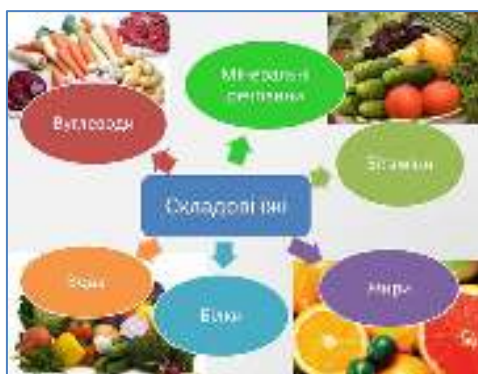 Мінеральні
речовини
Вуглеводи
Вітаміни
Складові їжі
Вода
Жири
Білки